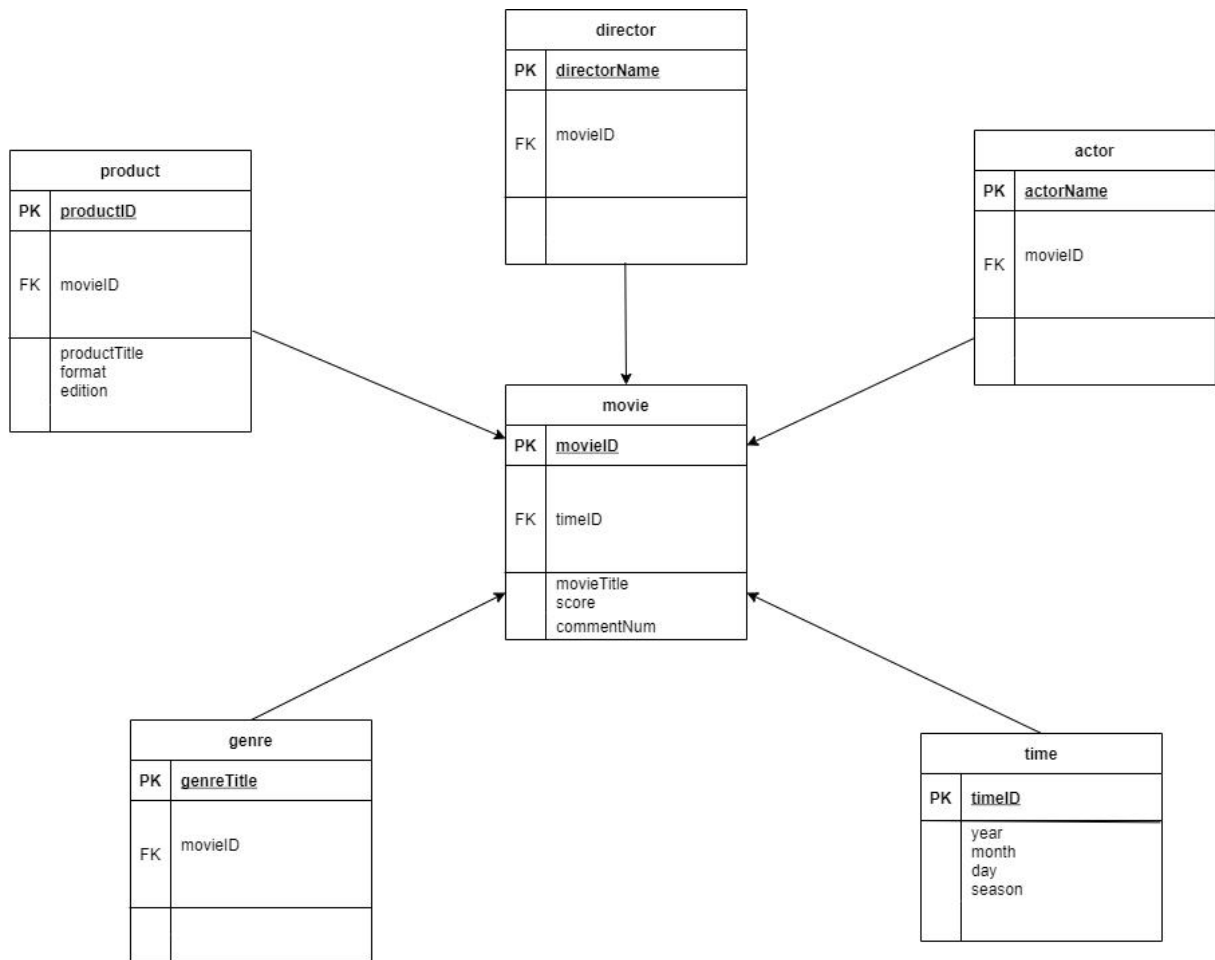 director
PK directorName
FK movieID
product
PK productID
FK movieID
productTitle
format
edition
actor
PK actorName
FK movieID
movie
PK movieID
FK timeID
movieTitle
score
commentNum
genre
PK genreTitle
FK movieID
time
PK timeID
year
month
day
season